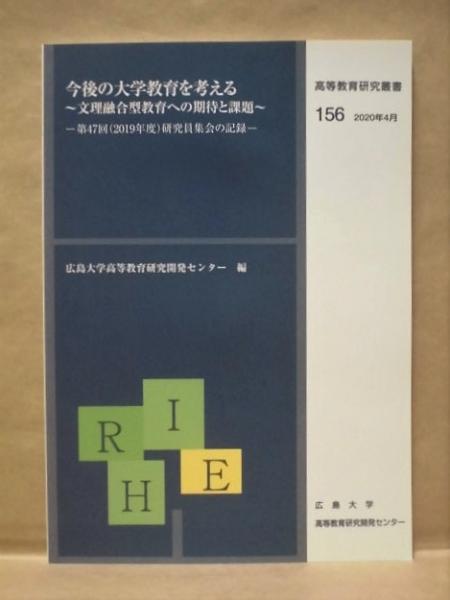 今後の大学教育を考える
～文理融合型教育への期待と課題～
－第47回(2019年度)研究員集会の記録－
広島大学高等教育研究開発センター 編
R
I
H
E
高等教育研究叢書
156 2020年4月
広島大学
高等教育研究開発センター